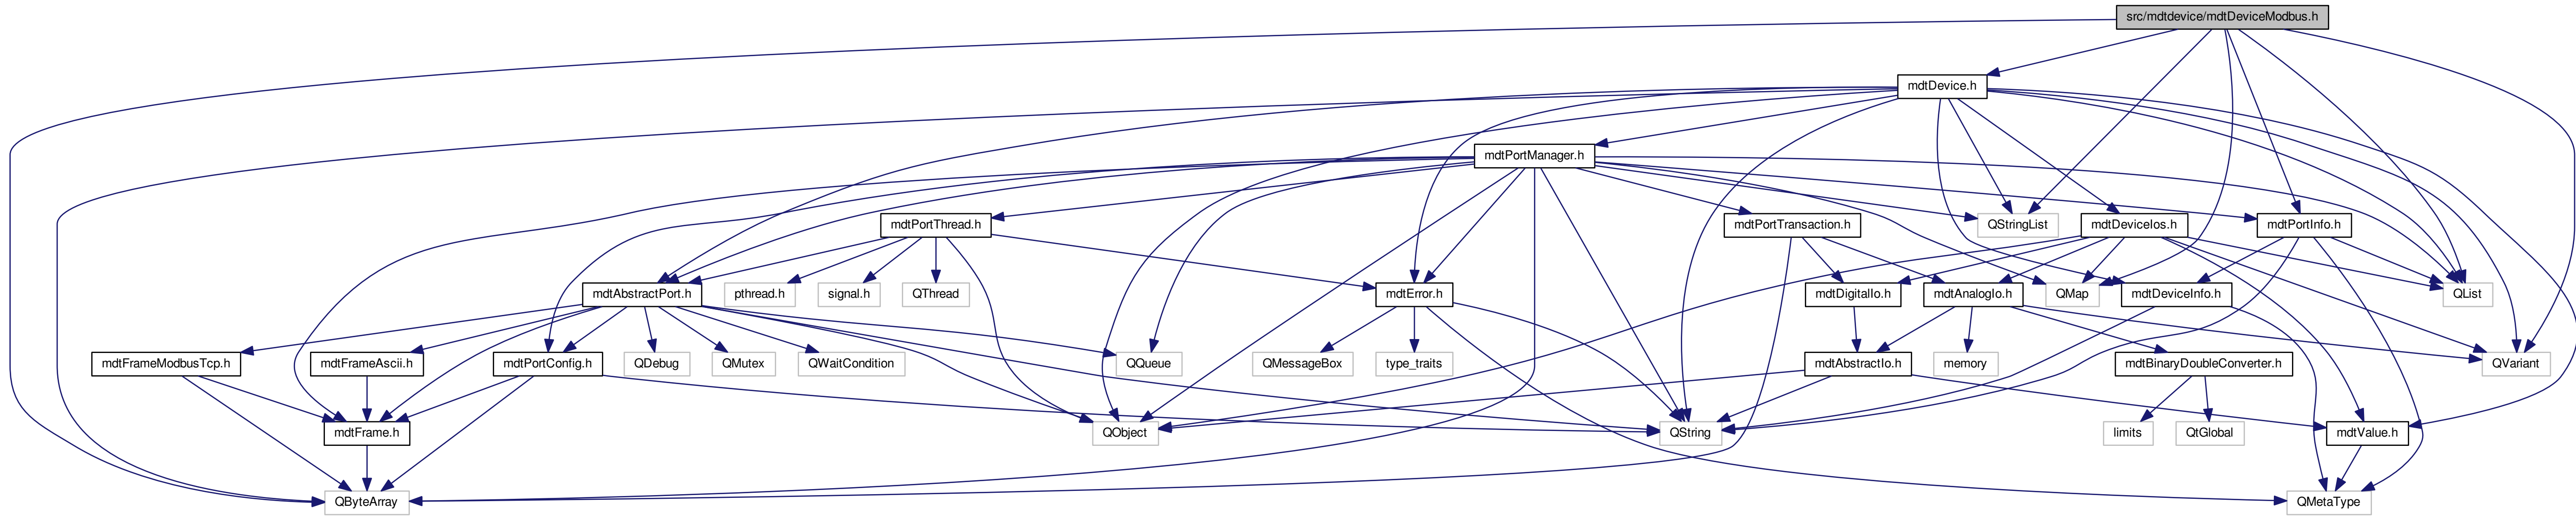 src/mdtdevice/mdtDeviceModbus.h
mdtDevice.h
mdtPortManager.h
mdtPortThread.h
mdtPortTransaction.h
QStringList
mdtDeviceIos.h
mdtPortInfo.h
mdtAbstractPort.h
pthread.h
signal.h
QThread
mdtError.h
mdtDigitalIo.h
mdtAnalogIo.h
QMap
mdtDeviceInfo.h
QList
mdtFrameModbusTcp.h
mdtFrameAscii.h
mdtPortConfig.h
QDebug
QMutex
QWaitCondition
QQueue
QMessageBox
type_traits
mdtAbstractIo.h
memory
mdtBinaryDoubleConverter.h
QVariant
mdtFrame.h
QObject
QString
limits
QtGlobal
mdtValue.h
QByteArray
QMetaType